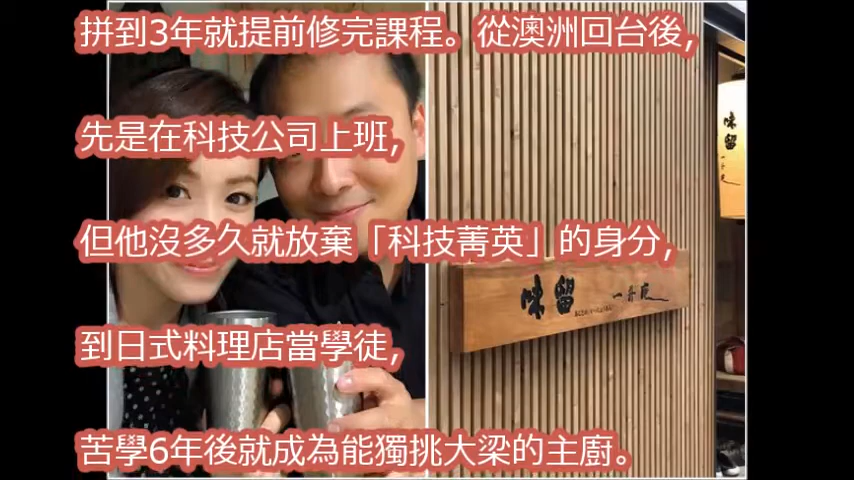 拼到3年就提前修完課程。從澳洲回台後，
先是在科技公司上班，
但他沒多久就放棄「科技菁英」的身分，
到日式料理店當學徒，
苦學6年後就成為能獨挑大梁的主廚。
味留
味留